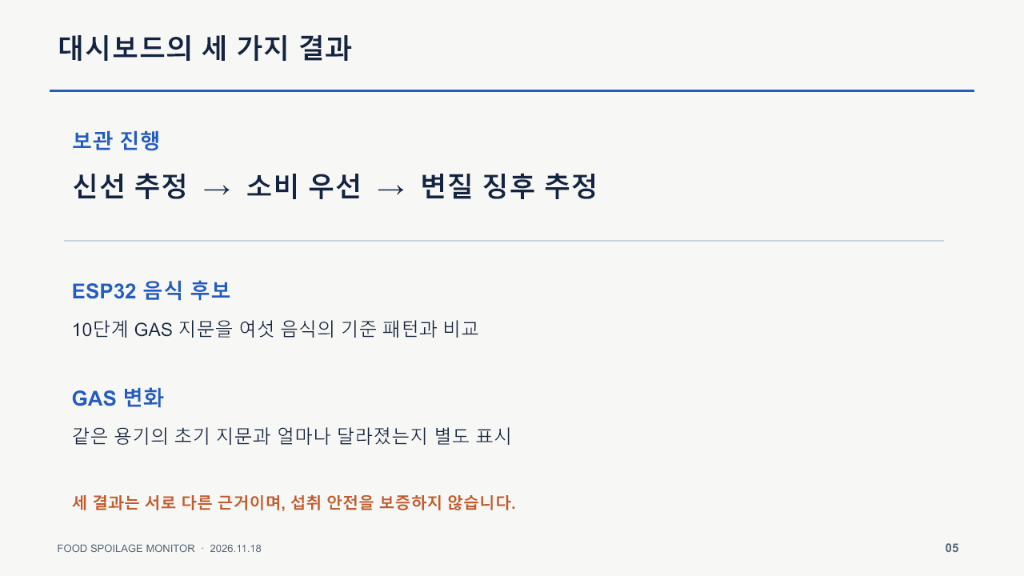 대시보드의 세 가지 결과
보관 진행
신선 추정 → 소비 우선 → 변질 징후 추정
ESP32 음식 후보
10단계 GAS 지문을 여섯 음식의 기준 패턴과 비교
GAS 변화
같은 용기의 초기 지문과 얼마나 달라졌는지 별도 표시
세 결과는 서로 다른 근거이며, 섭취 안전을 보증하지 않습니다.
FOOD SPOILAGE MONITOR · 2026.11.18
05